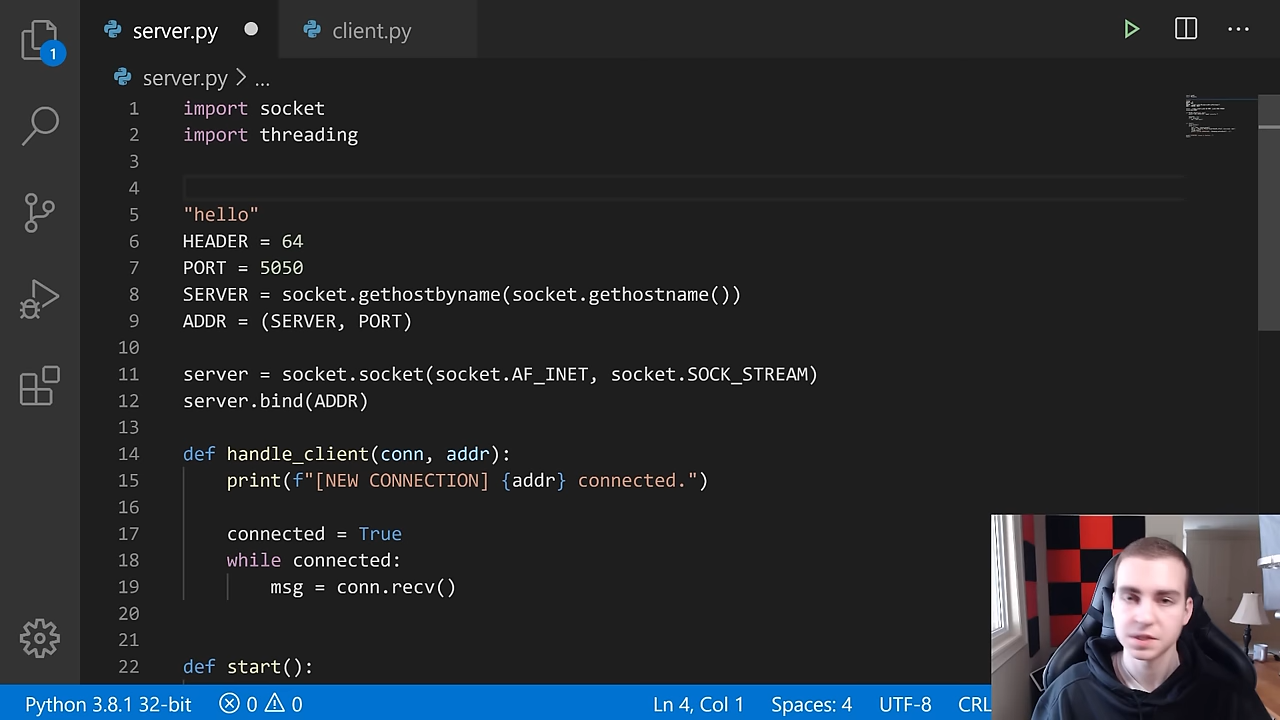 server.py
client.py
1
server.py > ...
1 import socket
2 import threading
3
4
5 "hello"
6 HEADER = 64
7 PORT = 5050
8 SERVER = socket.gethostbyname(socket.gethostname())
9 ADDR = (SERVER, PORT)
10
11 server = socket.socket(socket.AF_INET, socket.SOCK_STREAM)
12 server.bind(ADDR)
13
14 def handle_client(conn, addr):
15     print(f"[NEW CONNECTION] {addr} connected.")
16
17     connected = True
18     while connected:
19         msg = conn.recv()
20
21
22 def start():
Python 3.8.1 32-bit 0 0 Ln 4, Col 1 Spaces: 4 UTF-8 CRL